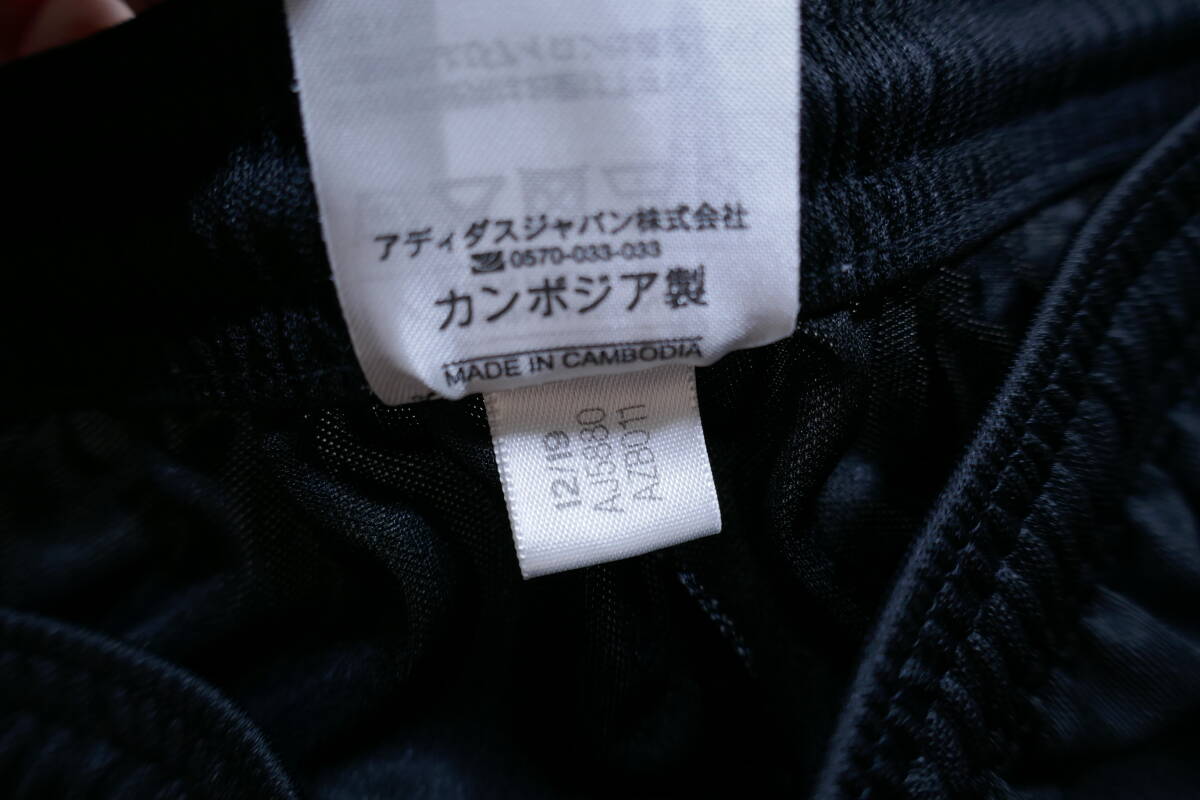 アディダスジャパン株式会社
0570-033-033
カンボジア製
MADE IN CAMBODIA
12/19
AJ5880
AZ8011